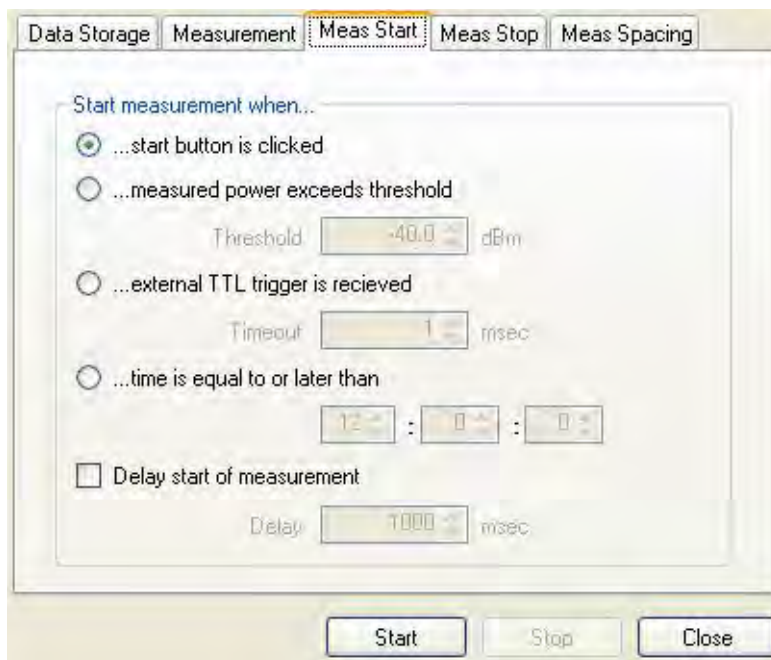 Data Storage Measurement Meas Start Meas Stop Meas Spacing
Start measurement when...
...start button is clicked
...measured power exceeds threshold
Threshold -40.0 dBm
...external TTL trigger is recieved
Timeout 1 msec
...time is equal to or later than
12 : 0 : 0
Delay start of measurement
Delay 1000 msec
Start Stop Close